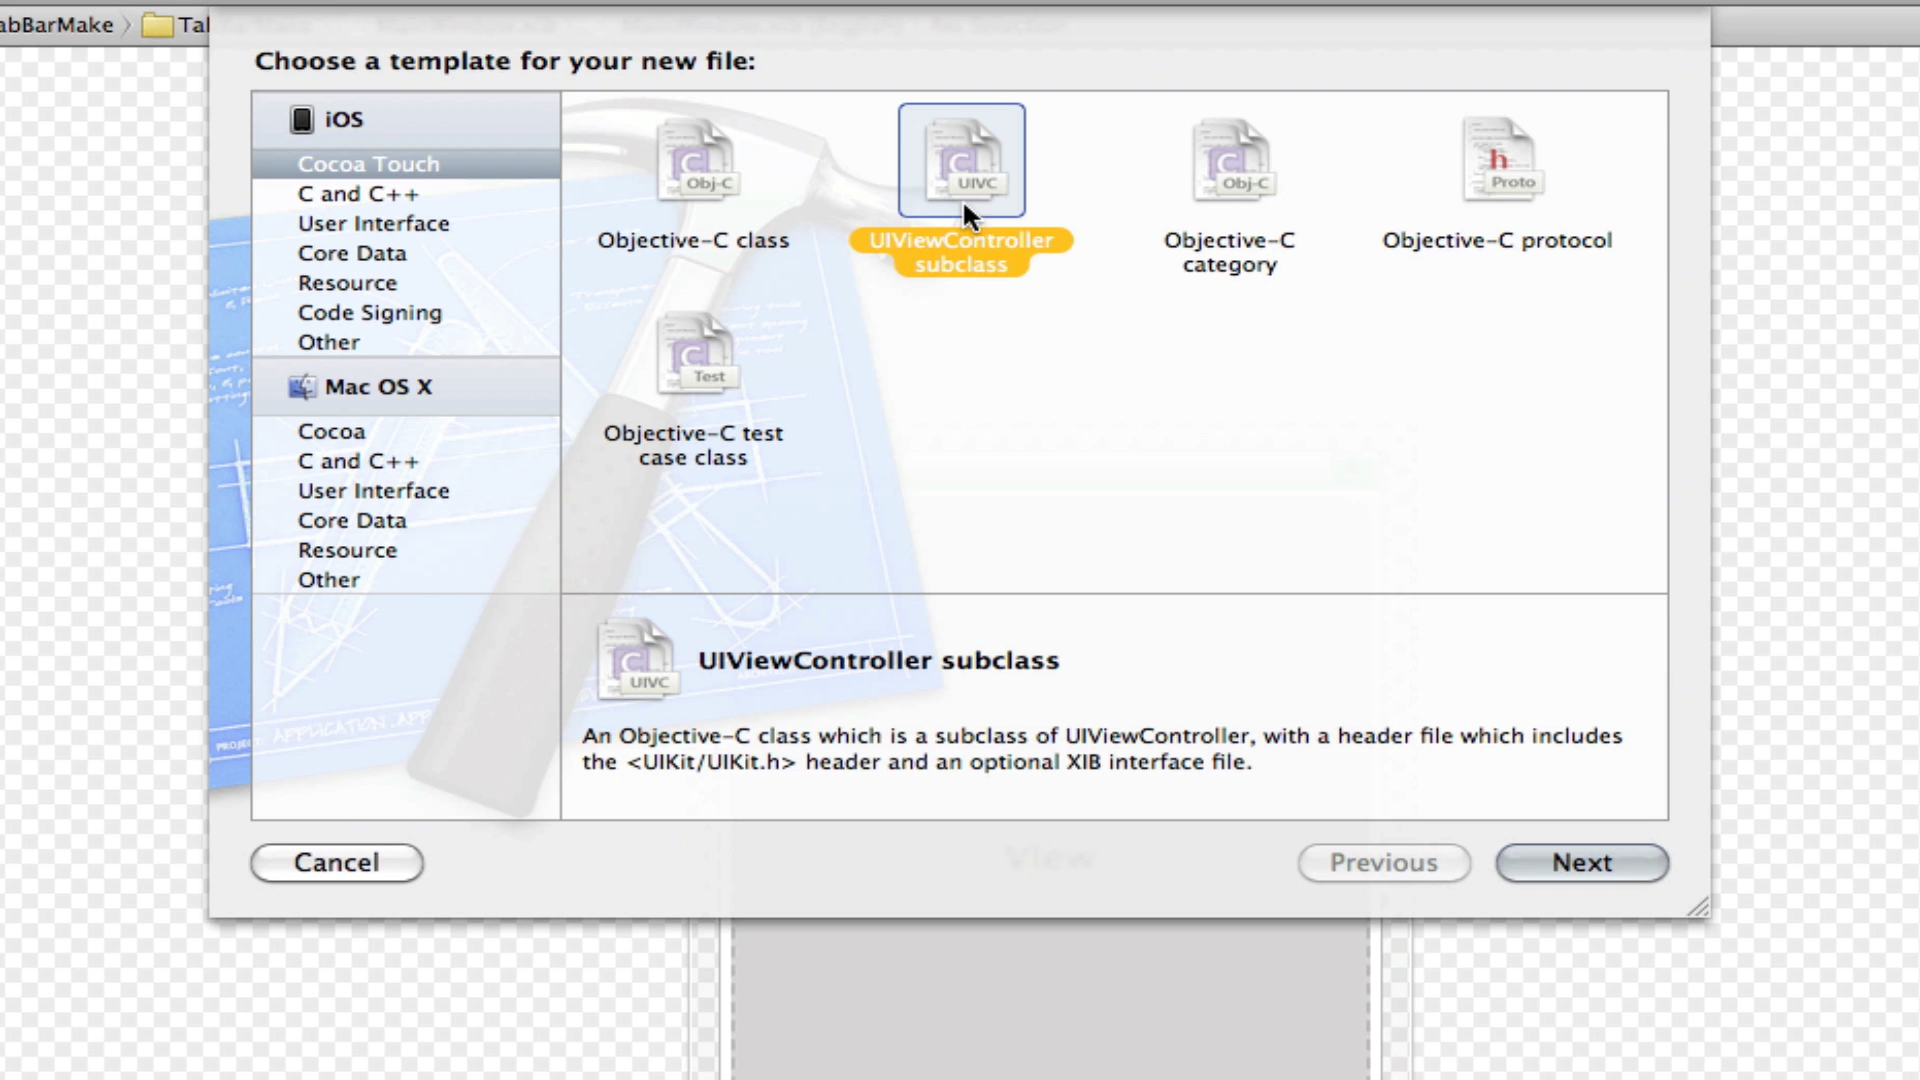 abBarMake
Tal
Choose a template for your new file:
iOS
Cocoa Touch
C and C++
User Interface
Core Data
Resource
Code Signing
Other
Mac OS X
Cocoa
C and C++
User Interface
Core Data
Resource
Other
Obj-C
Objective-C class
UIVC
UIViewController
subclass
Obj-C
Objective-C
category
h
Proto
Objective-C protocol
Test
Objective-C test
case class
UIVC
UIViewController subclass
An Objective-C class which is a subclass of UIViewController, with a header file which includes
the <UIKit/UIKit.h> header and an optional XIB interface file.
PROJECT APPLICATION.APP
Cancel
View
Previous
Next